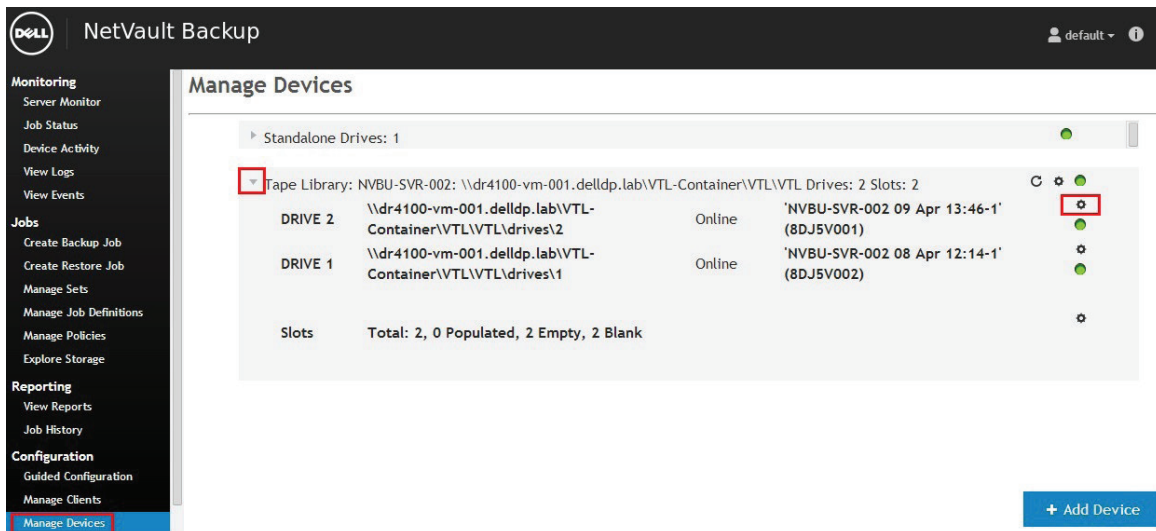 DELL
NetVault Backup
default
Monitoring
Server Monitor
Job Status
Device Activity
View Logs
View Events
Jobs
Create Backup Job
Create Restore Job
Manage Sets
Manage Job Definitions
Manage Policies
Explore Storage
Reporting
View Reports
Job History
Configuration
Guided Configuration
Manage Clients
Manage Devices
Manage Devices
Standalone Drives: 1
Tape Library: NVBU-SVR-002: \\dr4100-vm-001.delldp.lab\VTL-Container\VTL\VTL Drives: 2 Slots: 2
DRIVE 2
\\dr4100-vm-001.delldp.lab\VTL-
Container\VTL\VTL\drives\2
Online
'NVBU-SVR-002 09 Apr 13:46-1'
(8DJ5V001)
DRIVE 1
\\dr4100-vm-001.delldp.lab\VTL-
Container\VTL\VTL\drives\1
Online
'NVBU-SVR-002 08 Apr 12:14-1'
(8DJ5V002)
Slots
Total: 2, 0 Populated, 2 Empty, 2 Blank
+ Add Device